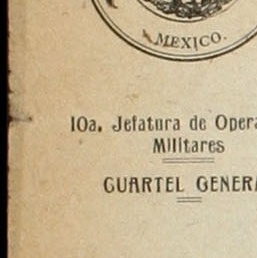 MEXICO.
10a. Jefatura de Opera
Militares
CUARTEL GENERA